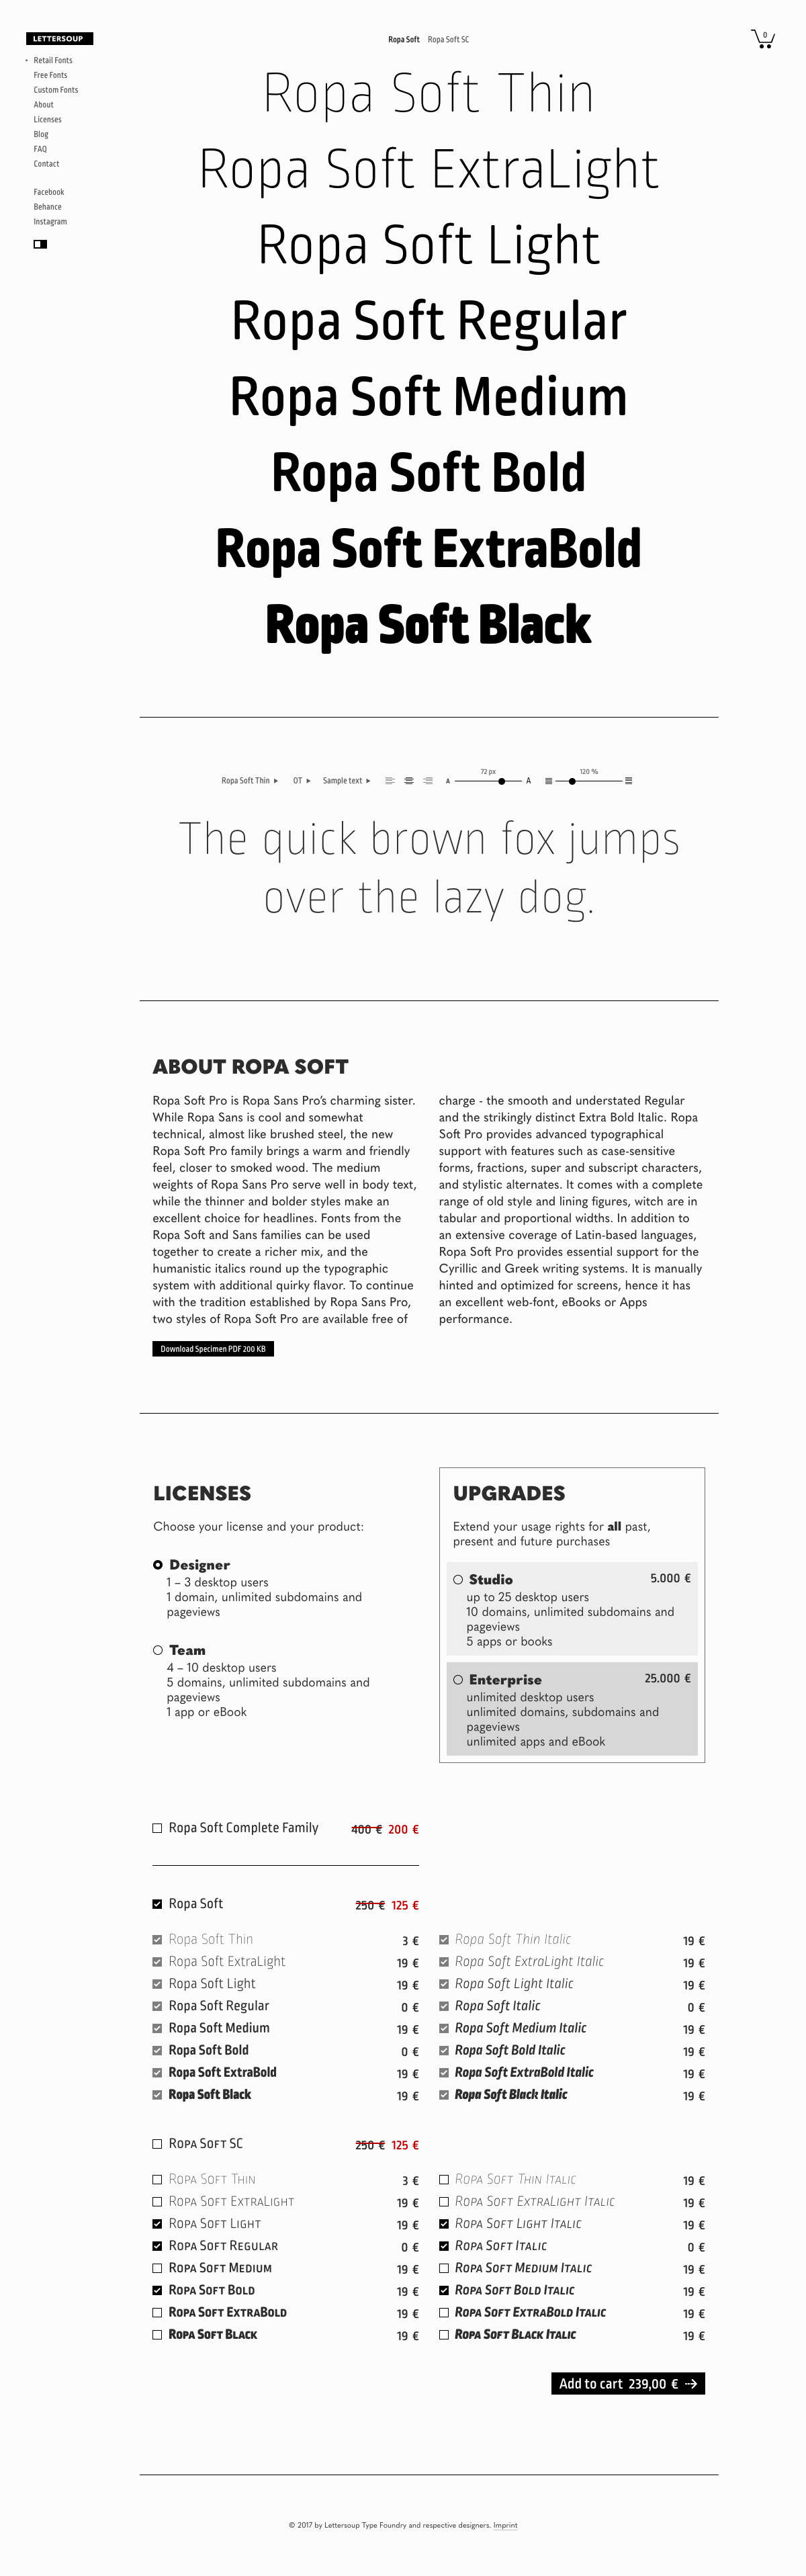 LETTERSOUP
Retail Fonts
Free Fonts
Custom Fonts
About
Licenses
Blog
FAQ
Contact
Facebook
Behance
Instagram
Ropa Soft Ropa Soft SC
0
Ropa Soft Thin
Ropa Soft ExtraLight
Ropa Soft Light
Ropa Soft Regular
Ropa Soft Medium
Ropa Soft Bold
Ropa Soft ExtraBold
Ropa Soft Black
Ropa Soft Thin OT Sample text A 72 px A 120 %
The quick brown fox jumps
over the lazy dog.
ABOUT ROPA SOFT
Ropa Soft Pro is Ropa Sans Pro's charming sister.
While Ropa Sans is cool and somewhat
technical, almost like brushed steel, the new
Ropa Soft Pro family brings a warm and friendly
feel, closer to smoked wood. The medium
weights of Ropa Sans Pro serve well in body text,
while the thinner and bolder styles make an
excellent choice for headlines. Fonts from the
Ropa Soft and Sans families can be used
together to create a richer mix, and the
humanistic italics round up the typographic
system with additional quirky flavor. To continue
with the tradition established by Ropa Sans Pro,
two styles of Ropa Soft Pro are available free of
charge - the smooth and understated Regular
and the strikingly distinct Extra Bold Italic. Ropa
Soft Pro provides advanced typographical
support with features such as case-sensitive
forms, fractions, super and subscript characters,
and stylistic alternates. It comes with a complete
range of old style and lining figures, witch are in
tabular and proportional widths. In addition to
an extensive coverage of Latin-based languages,
Ropa Soft Pro provides essential support for the
Cyrillic and Greek writing systems. It is manually
hinted and optimized for screens, hence it has
an excellent web-font, eBooks or Apps
performance.
Download Specimen PDF 200 KB
LICENSES
Choose your license and your product:
Designer
1 – 3 desktop users
1 domain, unlimited subdomains and
pageviews
Team
4 – 10 desktop users
5 domains, unlimited subdomains and
pageviews
1 app or eBook
UPGRADES
Extend your usage rights for all past,
present and future purchases
Studio 5.000 €
up to 25 desktop users
10 domains, unlimited subdomains and
pageviews
5 apps or books
Enterprise 25.000 €
unlimited desktop users
unlimited domains, subdomains and
pageviews
unlimited apps and eBook
Ropa Soft Complete Family 400 € 200 €
Ropa Soft 250 € 125 €
Ropa Soft Thin 3 € Ropa Soft Thin Italic 19 €
Ropa Soft ExtraLight 19 € Ropa Soft ExtraLight Italic 19 €
Ropa Soft Light 19 € Ropa Soft Light Italic 19 €
Ropa Soft Regular 0 € Ropa Soft Italic 0 €
Ropa Soft Medium 19 € Ropa Soft Medium Italic 19 €
Ropa Soft Bold 0 € Ropa Soft Bold Italic 19 €
Ropa Soft ExtraBold 19 € Ropa Soft ExtraBold Italic 19 €
Ropa Soft Black 19 € Ropa Soft Black Italic 19 €
Ropa Soft SC 250 € 125 €
Ropa Soft Thin 3 € Ropa Soft Thin Italic 19 €
Ropa Soft ExtraLight 19 € Ropa Soft ExtraLight Italic 19 €
Ropa Soft Light 19 € Ropa Soft Light Italic 19 €
Ropa Soft Regular 0 € Ropa Soft Italic 0 €
Ropa Soft Medium 19 € Ropa Soft Medium Italic 19 €
Ropa Soft Bold 19 € Ropa Soft Bold Italic 19 €
Ropa Soft ExtraBold 19 € Ropa Soft ExtraBold Italic 19 €
Ropa Soft Black 19 € Ropa Soft Black Italic 19 €
Add to cart 239,00 €
© 2017 by Lettersoup Type Foundry and respective designers. Imprint